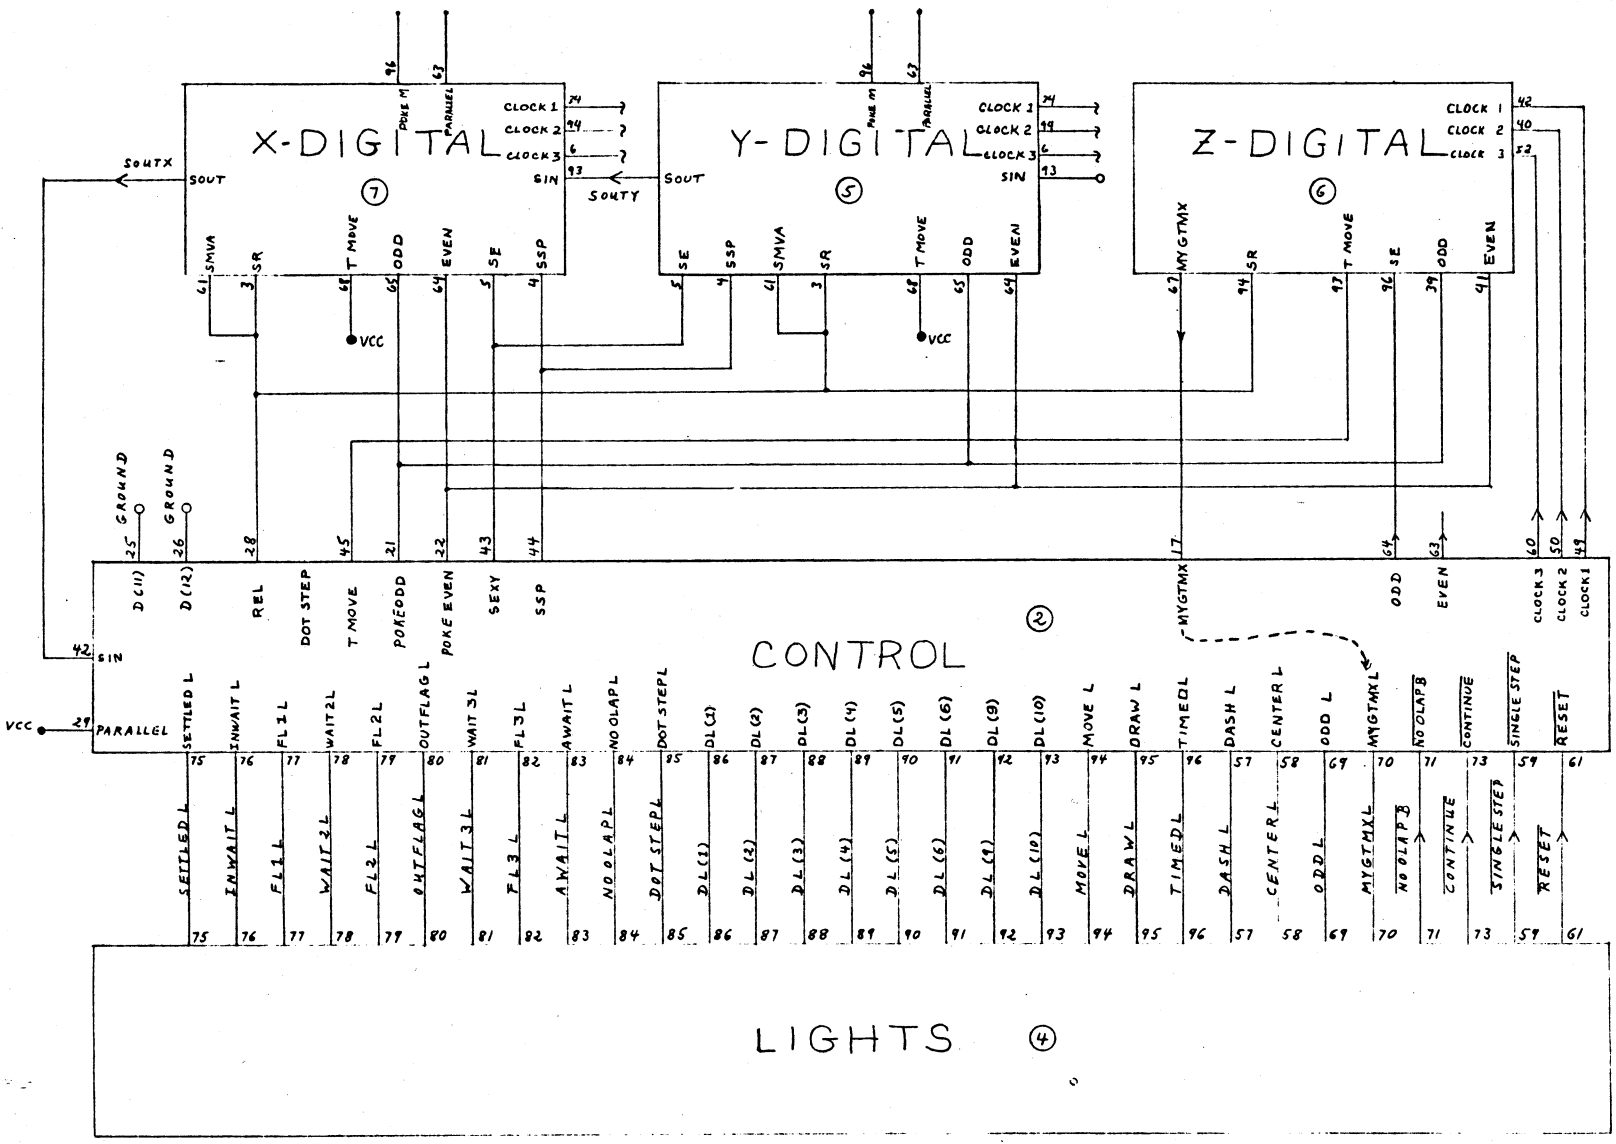 96 63 96 63
POKE M PARALLEL CLOCK 1 74
CLOCK 2 94
CLOCK 3 6
X-DIGITAL
7
SOUTX
SOUT
SIN 93
SOUTY
SMVA SR T MOVE ODD EVEN SE SSP
61 3 68 65 64 5 4
VCC
POKE M PARALLEL CLOCK 1 74
CLOCK 2 94
CLOCK 3 6
Y-DIGITAL
5
SOUT
SIN 93
SE SSP SMVA SR T MOVE ODD EVEN
5 4 61 3 68 65 64
VCC
CLOCK 1 42
CLOCK 2 40
CLOCK 3 52
Z-DIGITAL
6
MYGTMX SR T MOVE SE ODD EVEN
67 94 93 96 39 41
GROUND GROUND
25 26 28 45 21 22 43 44 17 64 63 60 50 49
D(11) D(12) REL DOT STEP T MOVE POKEODD POKE EVEN SEXY SSP MYGTMX ODD EVEN CLOCK 3 CLOCK 2 CLOCK 1
2
CONTROL
42 SIN
VCC 29 PARALLEL
SETTLED L INWAIT L FL1L WAIT2L FL2L OUTFLAG L WAIT 3L FL3L AWAIT L NOOLAPL DOT STEPL DL(1) DL(2) DL(3) DL(4) DL(5) DL(6) DL(9) DL(10) MOVE L DRAW L TIMEDL DASH L CENTER L ODD L MYGTMXL NOOLAPB CONTINUE SINGLE STEP RESET
75 76 77 78 79 80 81 82 83 84 85 86 87 88 89 90 91 92 93 94 95 96 57 58 69 70 71 73 59 61
SETTLED L INWAIT L FL1L WAIT 2 L FL2L OUTFLAG L WAIT 3 L FL3 L AWAIT L NOOLAPL DOT STEPL DL(1) DL(2) DL(3) DL(4) DL(5) DL(6) DL(9) DL(10) MOVE L DRAW L TIMEDL DASH L CENTER L ODD L MYGTMXL NOOLAPB CONTINUE SINGLE STEP RESET
75 76 77 78 79 80 81 82 83 84 85 86 87 88 89 90 91 92 93 94 95 96 57 58 69 70 71 73 59 61
LIGHTS 4